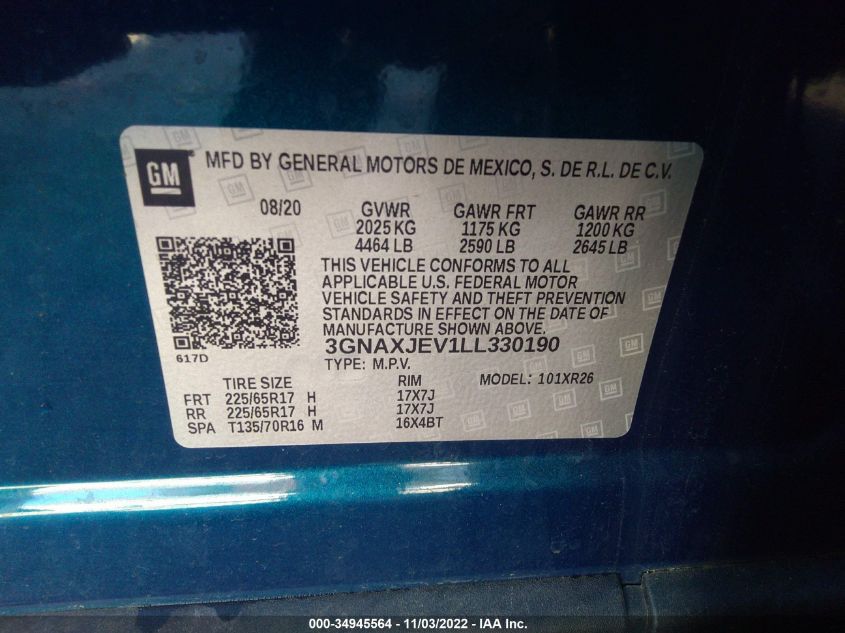 GM MFD BY GENERAL MOTORS DE MEXICO, S. DE R.L. DE C.V.
08/20 GVWR GAWR FRT GAWR RR
2025 KG 1175 KG 1200 KG
4464 LB 2590 LB 2645 LB
THIS VEHICLE CONFORMS TO ALL
APPLICABLE U.S. FEDERAL MOTOR
VEHICLE SAFETY AND THEFT PREVENTION
STANDARDS IN EFFECT ON THE DATE OF
MANUFACTURE SHOWN ABOVE.
617D 3GNAXJEV1LL330190
TYPE: M.P.V. MODEL: 101XR26
TIRE SIZE RIM
FRT 225/65R17 H 17X7J
RR 225/65R17 H 17X7J
SPA T135/70R16 M 16X4BT
000-34945564 - 11/03/2022 - IAA Inc.